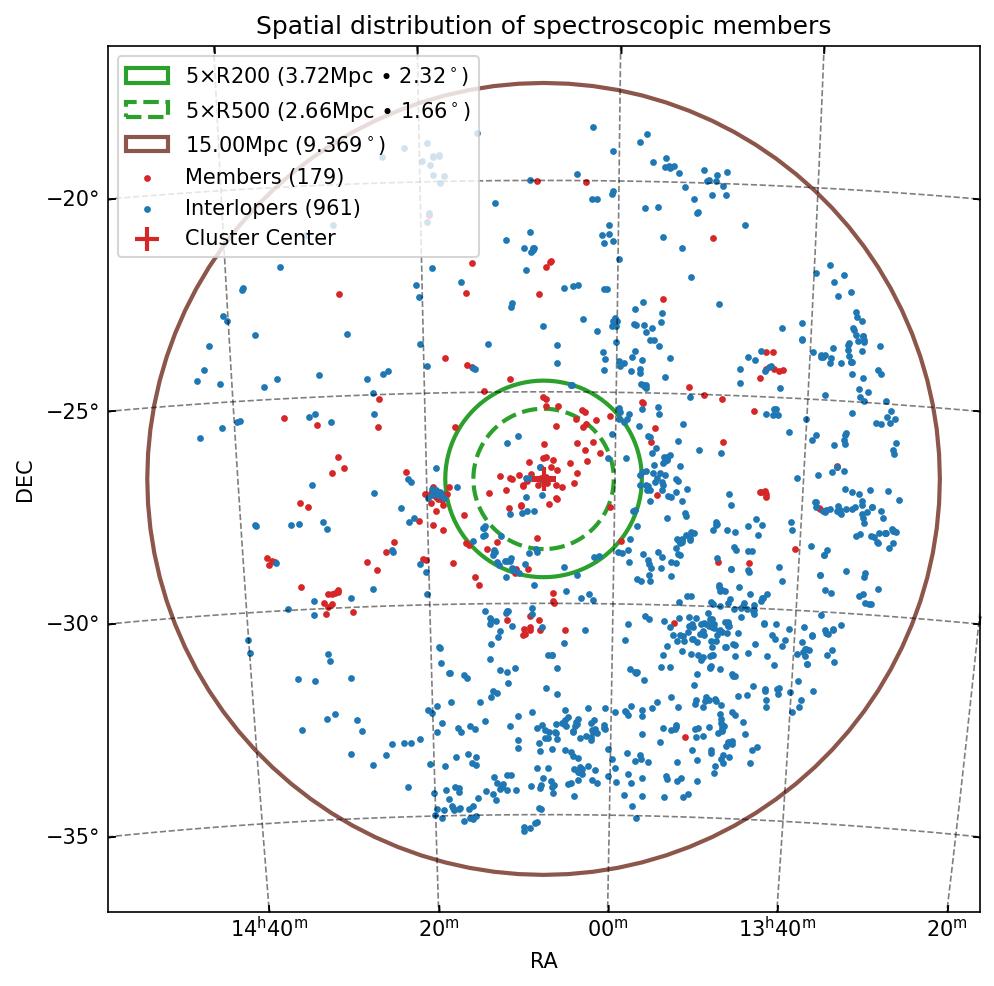 Spatial distribution of spectroscopic members
5×R200 (3.72Mpc • 2.32°)
5×R500 (2.66Mpc • 1.66°)
15.00Mpc (9.369°)
Members (179)
Interlopers (961)
Cluster Center
−20°
−25°
−30°
−35°
DEC
14h40m 20m 00m 13h40m 20m
RA